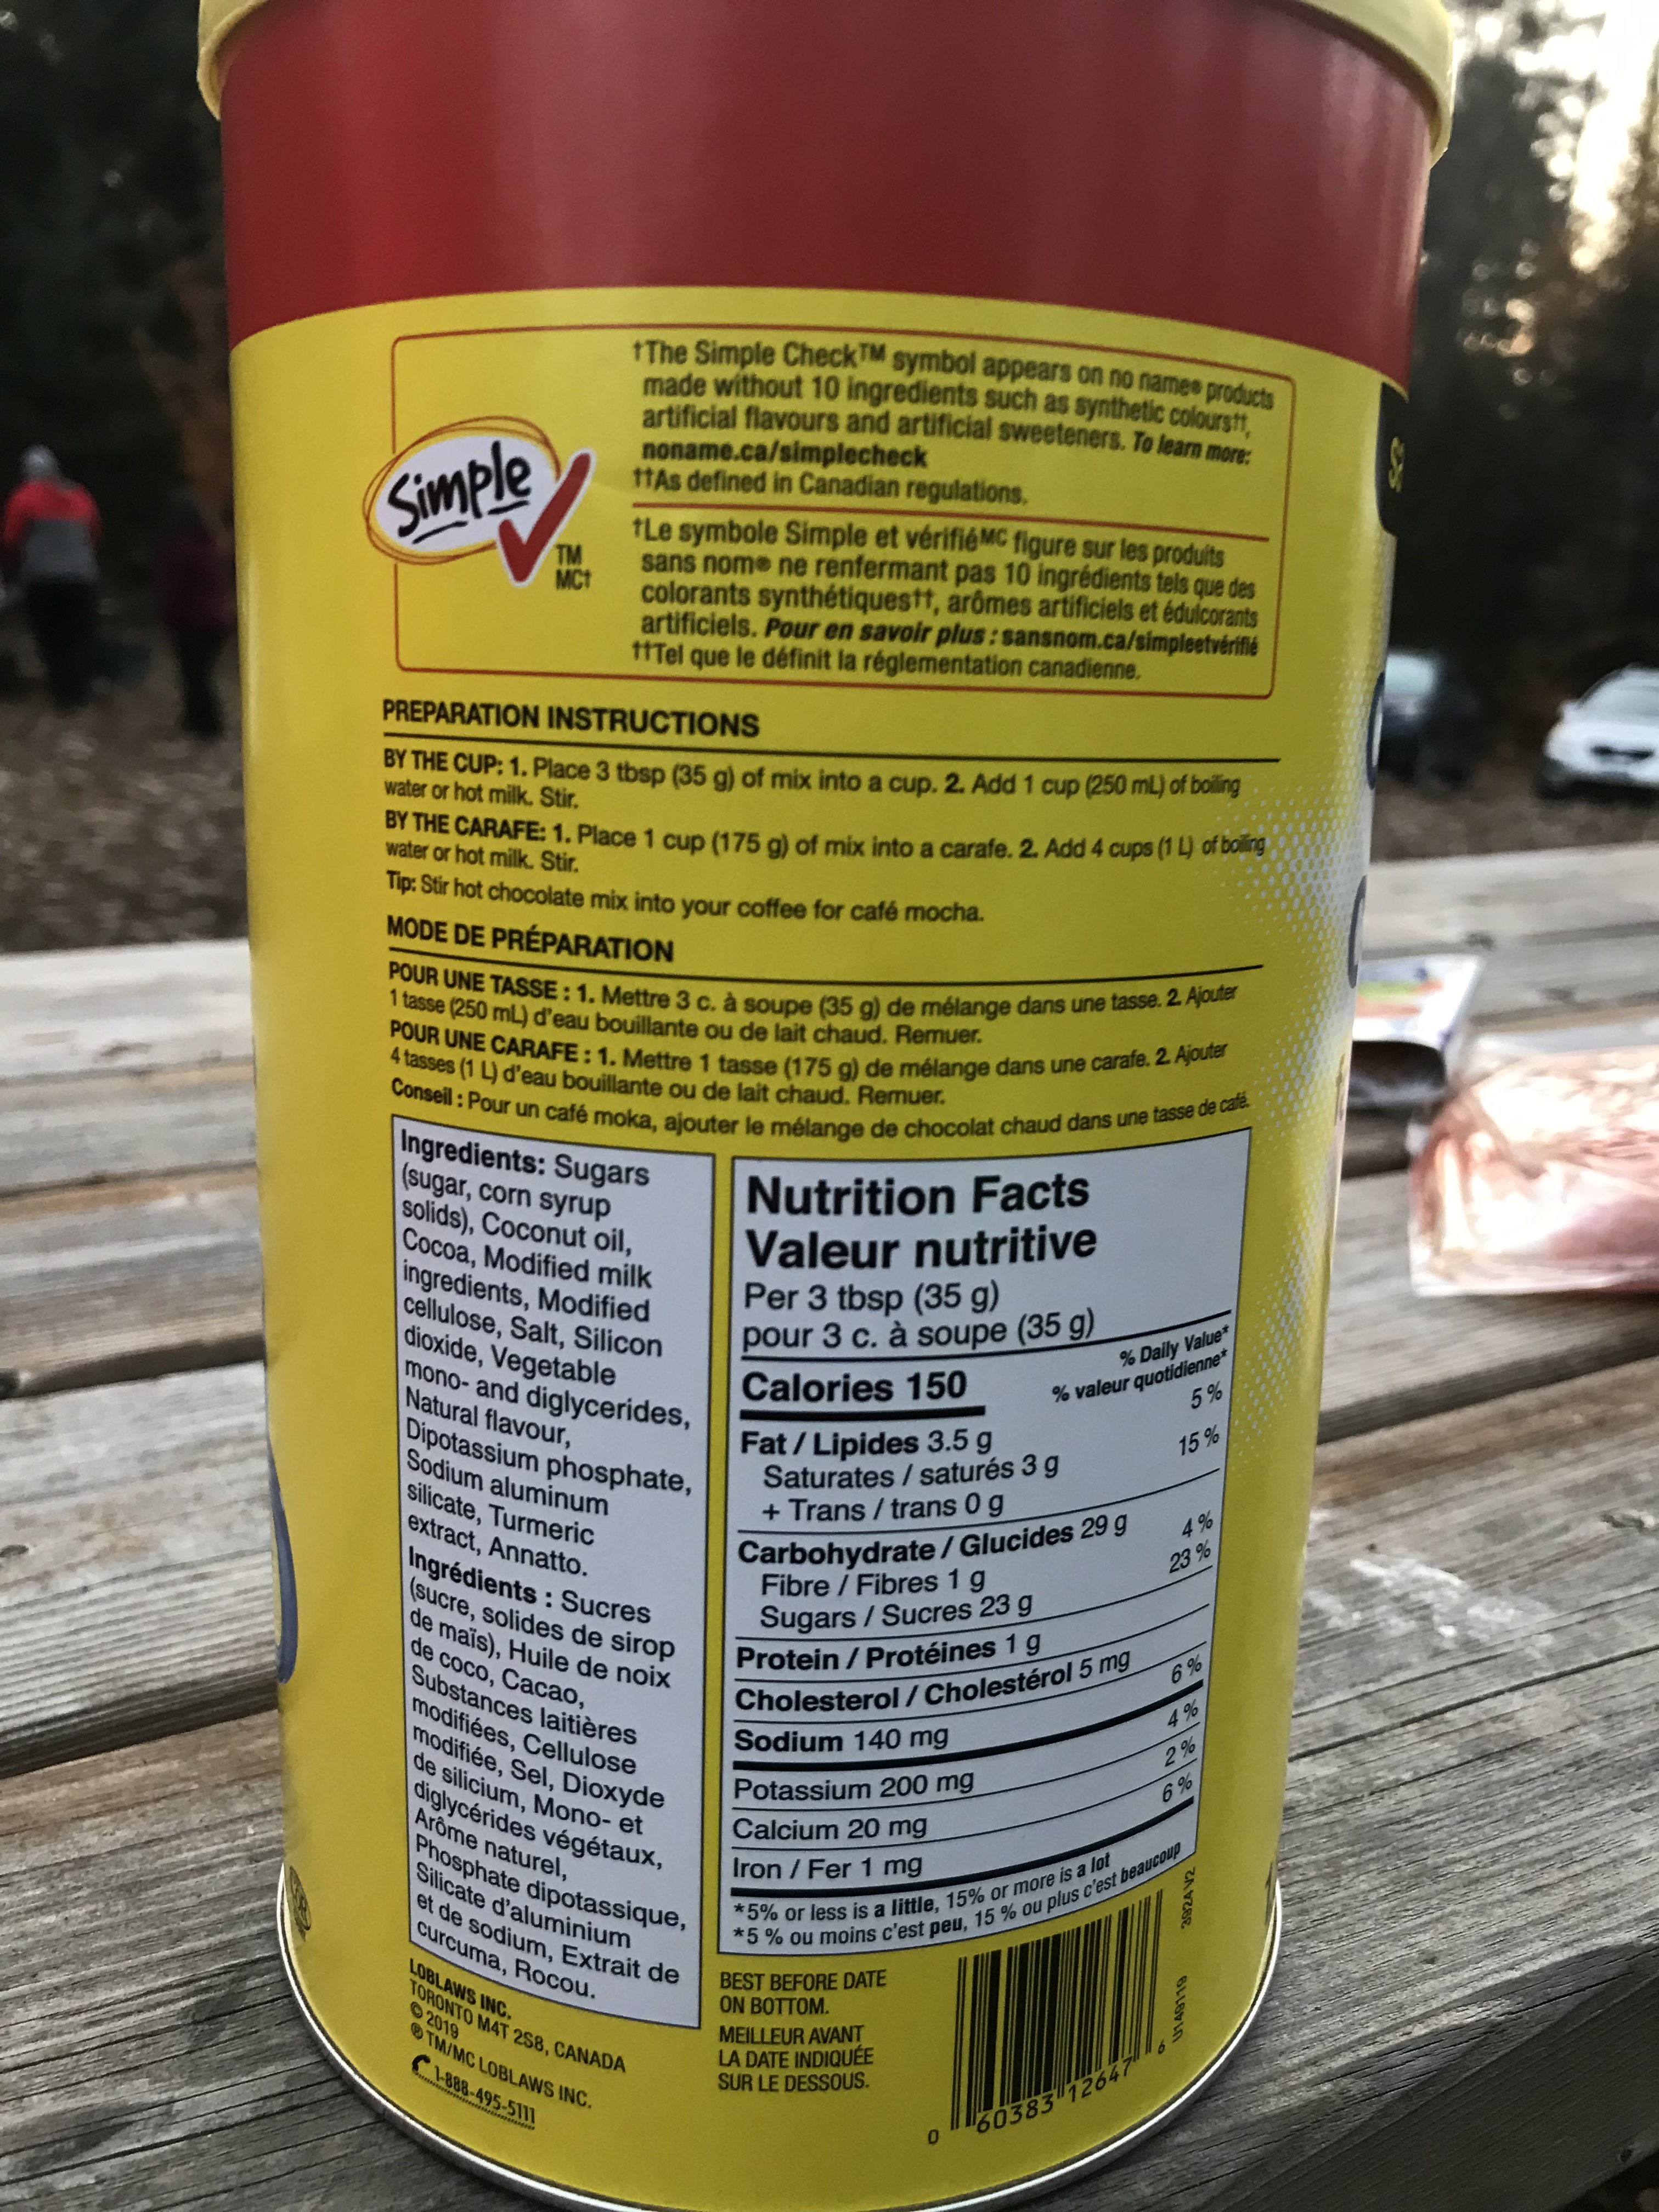 †The Simple Check™ symbol appears on no name® products
made without 10 ingredients such as synthetic colours††,
artificial flavours and artificial sweeteners. To learn more:
noname.ca/simplecheck
††As defined in Canadian regulations.
Simple
TM
MC†
†Le symbole Simple et vérifiéMC figure sur les produits
sans nom® ne renfermant pas 10 ingrédients tels que des
colorants synthétiques††, arômes artificiels et édulcorants
artificiels. Pour en savoir plus : sansnom.ca/simpleetvérifié
††Tel que le définit la réglementation canadienne.
PREPARATION INSTRUCTIONS
BY THE CUP: 1. Place 3 tbsp (35 g) of mix into a cup. 2. Add 1 cup (250 mL) of boiling
water or hot milk. Stir.
BY THE CARAFE: 1. Place 1 cup (175 g) of mix into a carafe. 2. Add 4 cups (1 L) of boiling
water or hot milk. Stir.
Tip: Stir hot chocolate mix into your coffee for café mocha.
MODE DE PRÉPARATION
POUR UNE TASSE : 1. Mettre 3 c. à soupe (35 g) de mélange dans une tasse. 2. Ajouter
1 tasse (250 mL) d'eau bouillante ou de lait chaud. Remuer.
POUR UNE CARAFE : 1. Mettre 1 tasse (175 g) de mélange dans une carafe. 2. Ajouter
4 tasses (1 L) d'eau bouillante ou de lait chaud. Remuer.
Conseil : Pour un café moka, ajouter le mélange de chocolat chaud dans une tasse de café.
Ingredients: Sugars
(sugar, corn syrup
solids), Coconut oil,
Cocoa, Modified milk
ingredients, Modified
cellulose, Salt, Silicon
dioxide, Vegetable
mono- and diglycerides,
Natural flavour,
Dipotassium phosphate,
Sodium aluminum
silicate, Turmeric
extract, Annatto.
Ingrédients : Sucres
(sucre, solides de sirop
de maïs), Huile de noix
de coco, Cacao,
Substances laitières
modifiées, Cellulose
modifiée, Sel, Dioxyde
de silicium, Mono- et
diglycérides végétaux,
Arôme naturel,
Phosphate dipotassique,
Silicate d'aluminium
et de sodium, Extrait de
curcuma, Rocou.
Nutrition Facts
Valeur nutritive
Per 3 tbsp (35 g)
pour 3 c. à soupe (35 g)
% Daily Value*
Calories 150 % valeur quotidienne*
Fat / Lipides 3.5 g 5 %
Saturates / saturés 3 g 15 %
+ Trans / trans 0 g
Carbohydrate / Glucides 29 g
Fibre / Fibres 1 g 4 %
Sugars / Sucres 23 g 23 %
Protein / Protéines 1 g
Cholesterol / Cholestérol 5 mg
Sodium 140 mg 6 %
Potassium 200 mg 4 %
Calcium 20 mg 2 %
Iron / Fer 1 mg 6 %
*5% or less is a little, 15% or more is a lot
*5 % ou moins c'est peu, 15 % ou plus c'est beaucoup
LOBLAWS INC.
TORONTO M4T 2S8, CANADA
© 2019
® TM/MC LOBLAWS INC.
1-888-495-5111
BEST BEFORE DATE
ON BOTTOM.
MEILLEUR AVANT
LA DATE INDIQUÉE
SUR LE DESSOUS.
0 60383 12647 6
U149119 3924 V2